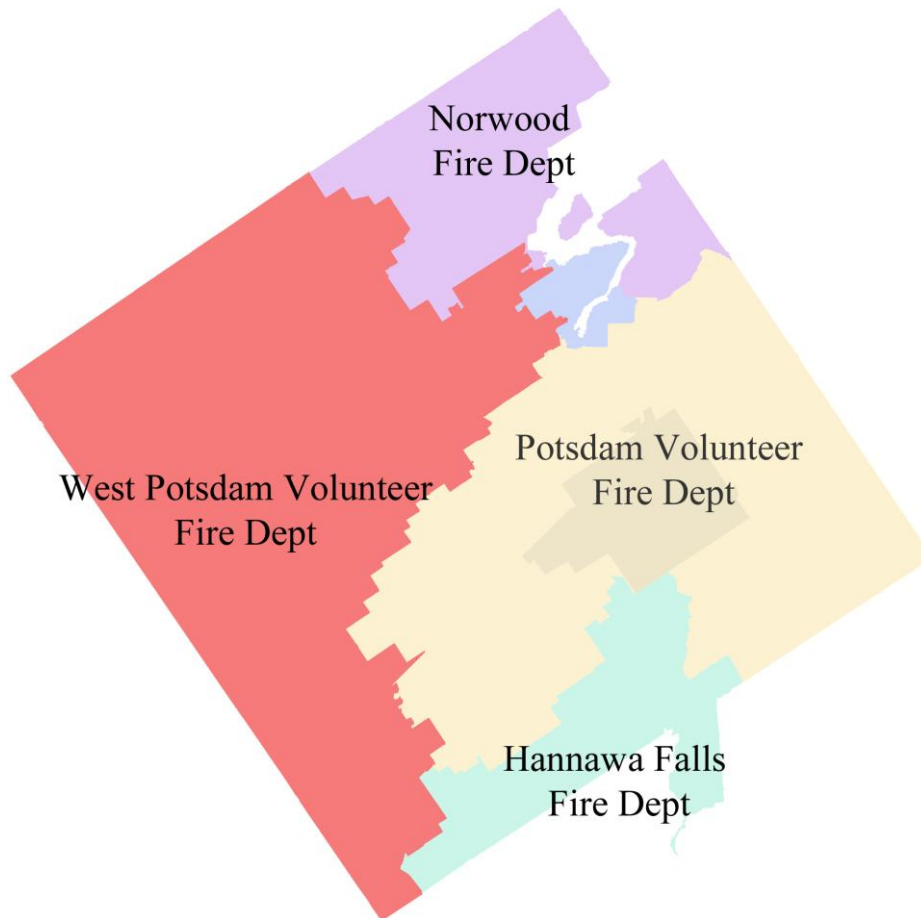 Norwood
Fire Dept
Potsdam Volunteer
Fire Dept
West Potsdam Volunteer
Fire Dept
Hannawa Falls
Fire Dept